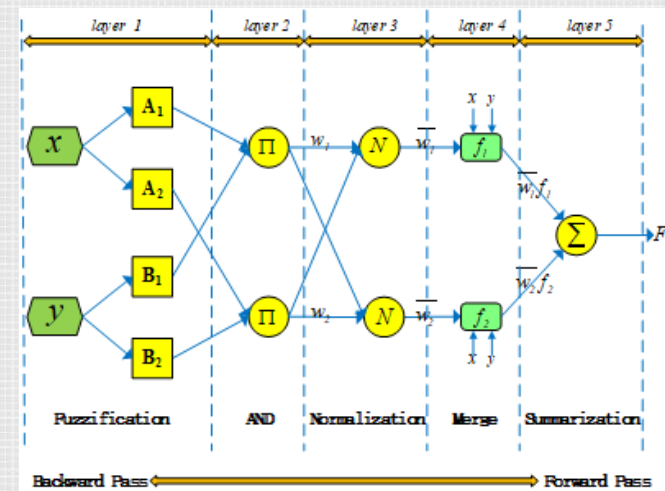 layer 1 layer 2 layer 3 layer 4 layer 5
A₁
x y
x
Π w₁ N w̅₁ f₁
A₂
w̅₁f₁
Σ F
B₁
w̅₂f₂
y
Π w₂ N w̅₂ f₂
B₂
x y
Fuzzification AND Normalization Merge Summarization
Backward Pass Forward Pass